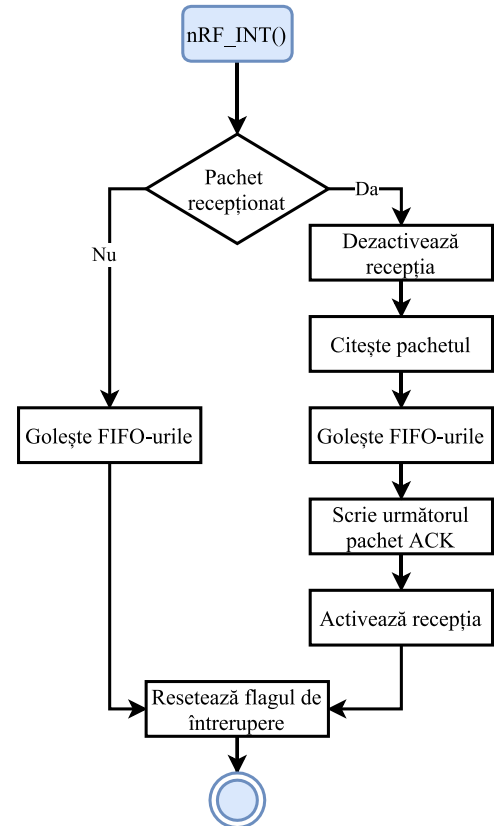 nRF_INT()
Pachet
recepționat
Da
Nu
Dezactivează
recepția
Citește pachetul
Golește FIFO-urile
Golește FIFO-urile
Scrie următorul
pachet ACK
Activează recepția
Resetează flagul de
întrerupere